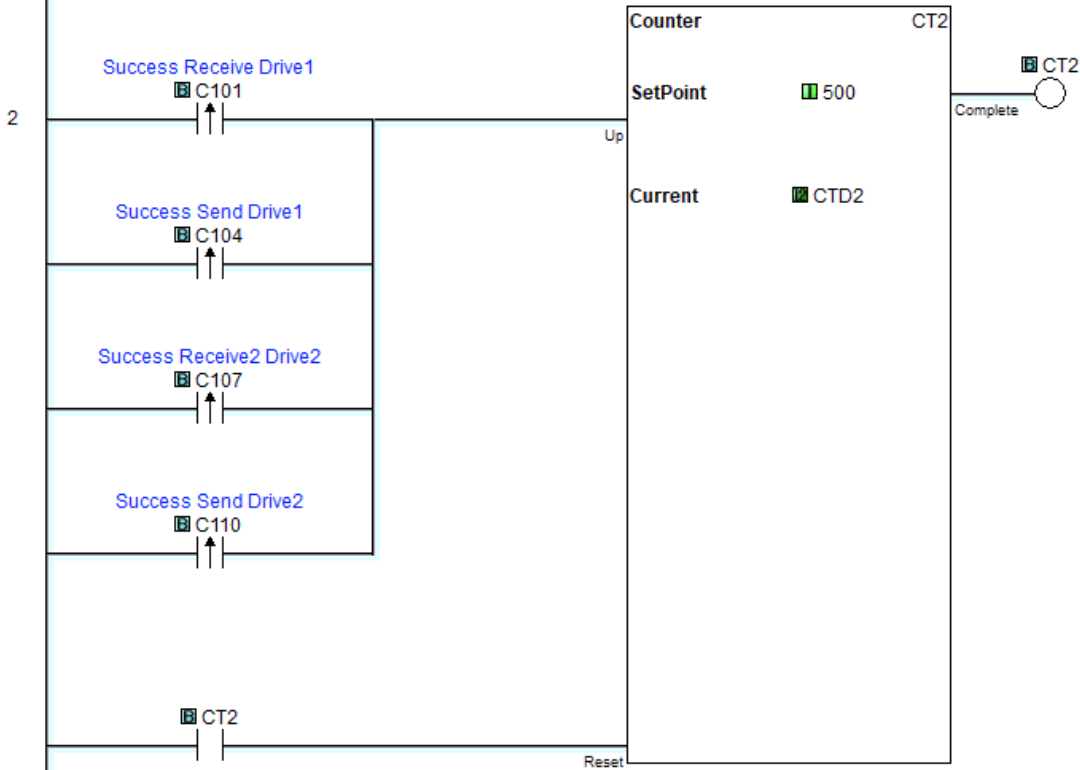 Counter CT2
Success Receive Drive1
B C101
B CT2
SetPoint I 500
Complete
2
Up
Success Send Drive1
B C104
Current R CTD2
Success Receive2 Drive2
B C107
Success Send Drive2
B C110
B CT2
Reset